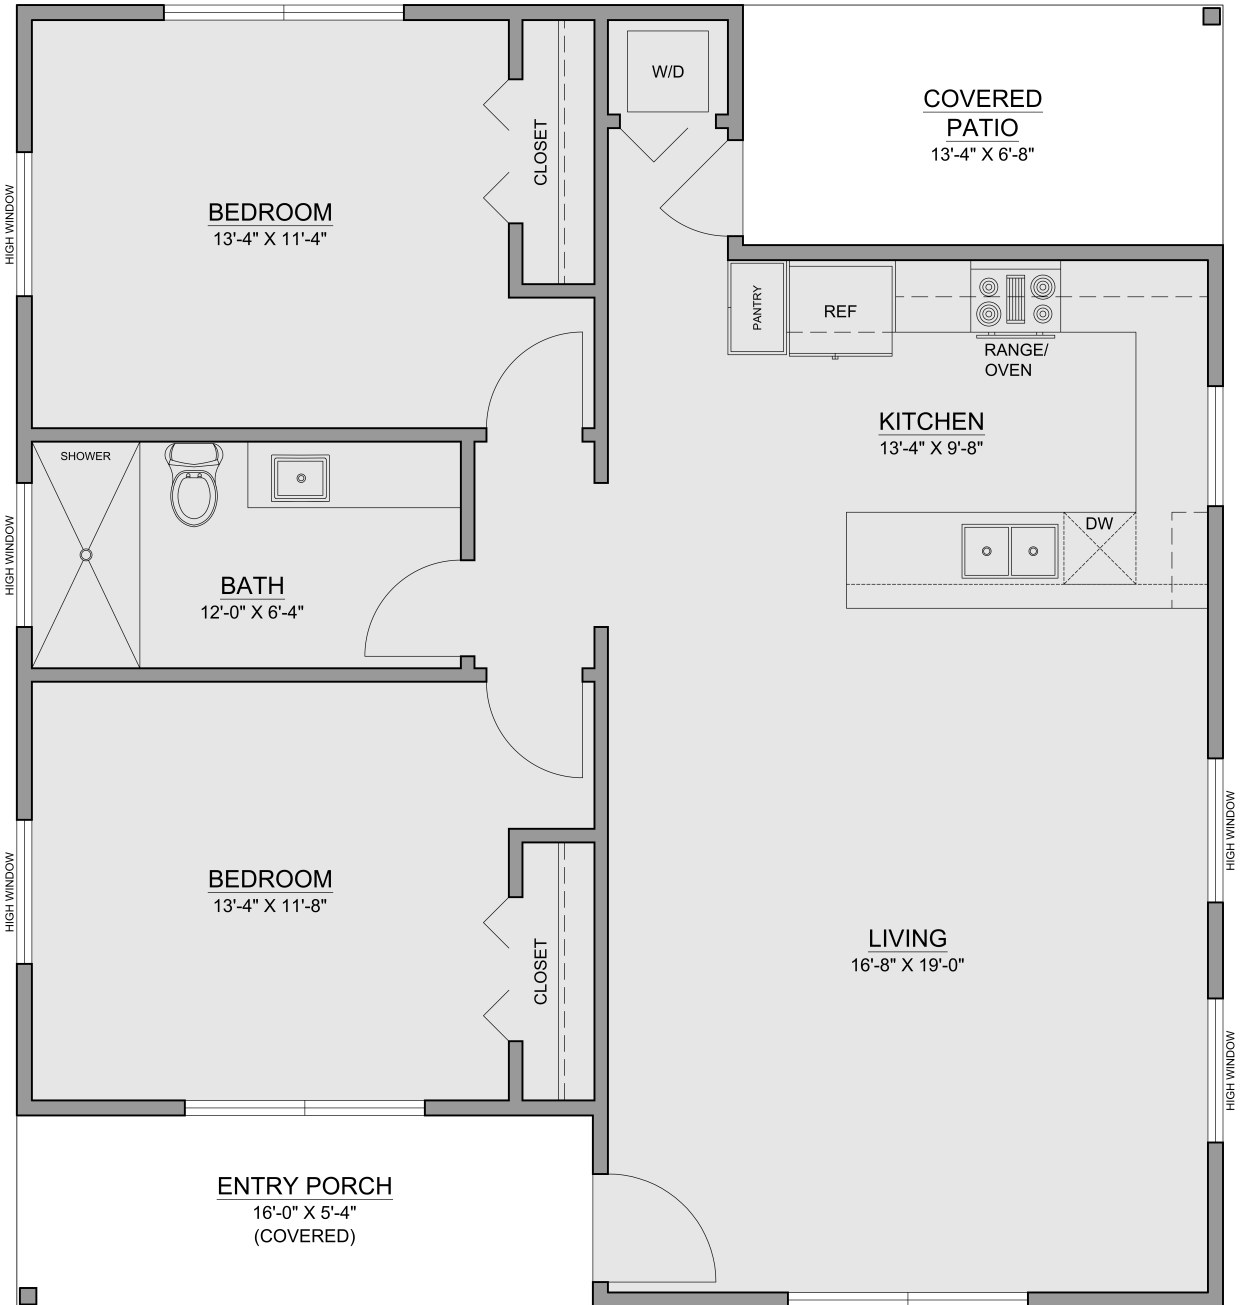 W/D
COVERED
PATIO
13'-4" X 6'-8"
CLOSET
HIGH WINDOW
BEDROOM
13'-4" X 11'-4"
PANTRY
REF
RANGE/
OVEN
KITCHEN
13'-4" X 9'-8"
SHOWER
HIGH WINDOW
DW
BATH
12'-0" X 6'-4"
HIGH WINDOW
BEDROOM
13'-4" X 11'-8"
HIGH WINDOW
CLOSET
LIVING
16'-8" X 19'-0"
HIGH WINDOW
ENTRY PORCH
16'-0" X 5'-4"
(COVERED)